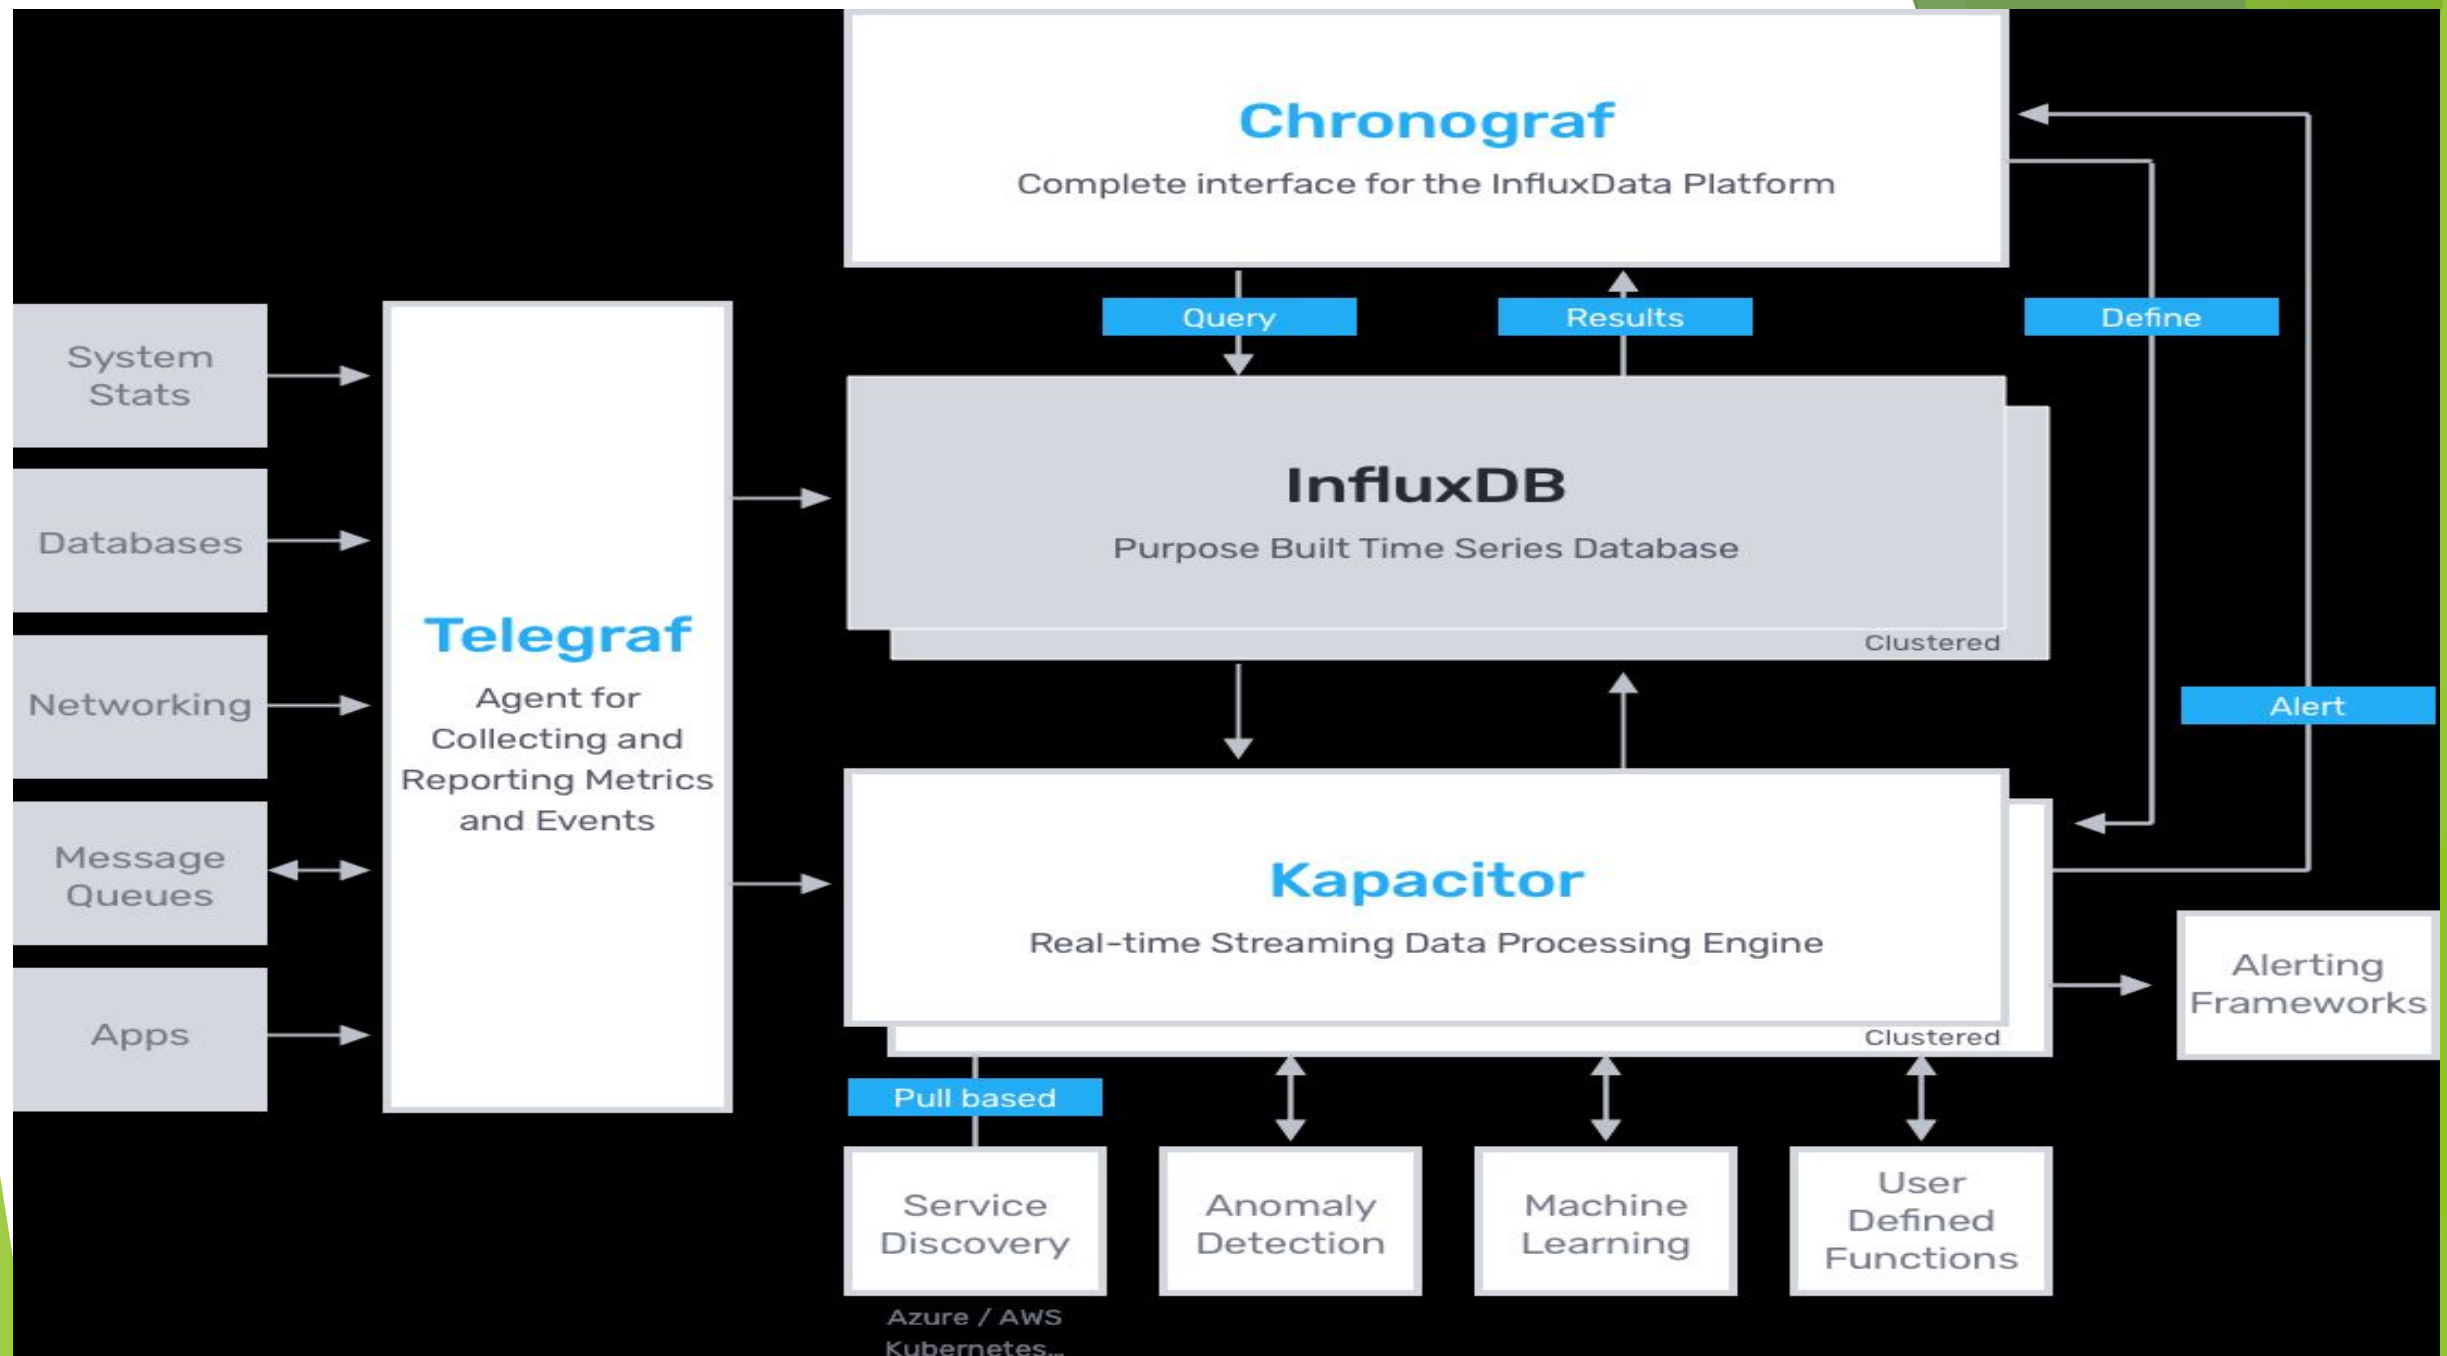 Chronograf
Complete interface for the InfluxData Platform
Query
Results
Define
System
Stats
Databases
Networking
Message
Queues
Apps
Telegraf
Agent for
Collecting and
Reporting Metrics
and Events
InfluxDB
Purpose Built Time Series Database
Clustered
Alert
Kapacitor
Real-time Streaming Data Processing Engine
Clustered
Alerting
Frameworks
Pull based
Service
Discovery
Anomaly
Detection
Machine
Learning
User
Defined
Functions
Azure / AWS
Kubernetes...